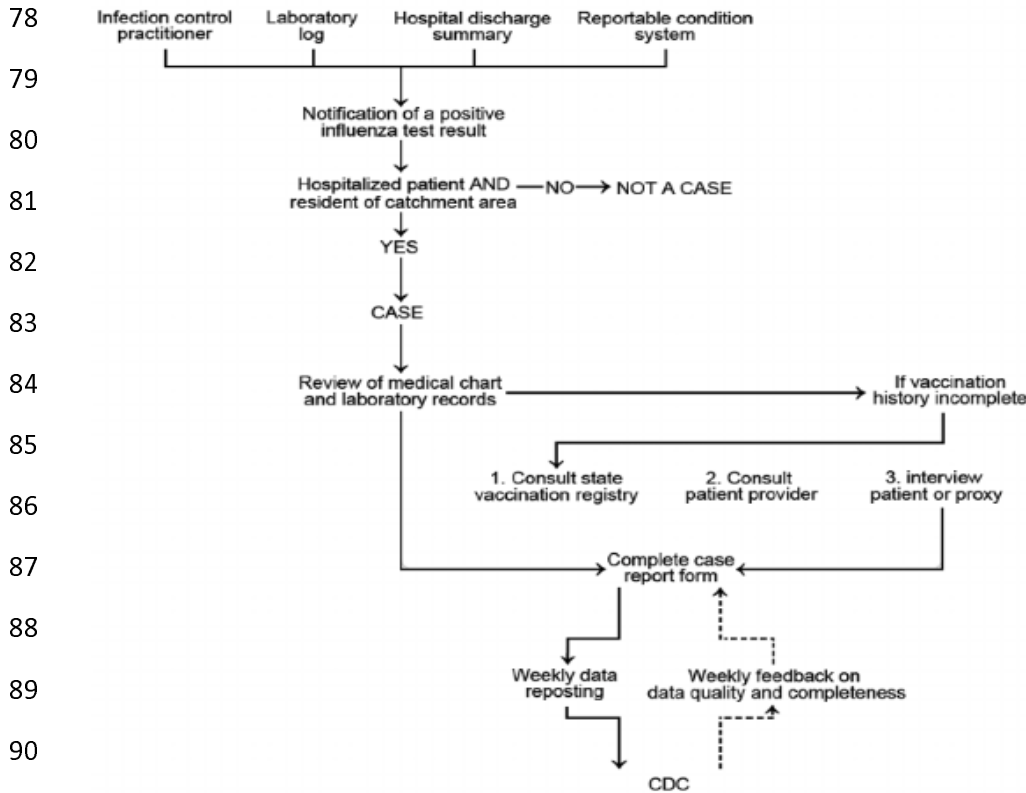 78
Infection control
practitioner
Laboratory
log
Hospital discharge
summary
Reportable condition
system
79
Notification of a positive
influenza test result
80
Hospitalized patient AND
resident of catchment area
NO
NOT A CASE
81
YES
82
CASE
83
84
Review of medical chart
and laboratory records
If vaccination
history incomplete
85
1. Consult state
vaccination registry
2. Consult
patient provider
3. interview
patient or proxy
86
87
Complete case
report form
88
89
Weekly data
reposting
Weekly feedback on
data quality and completeness
90
CDC